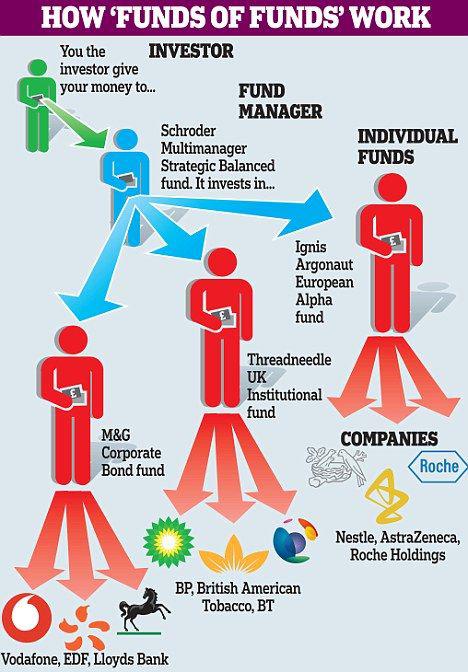 HOW ‘FUNDS OF FUNDS’ WORK
You the
investor give
your money to...
INVESTOR
FUND
MANAGER
Schroder
Multimanager
Strategic Balanced
fund. It invests in...
INDIVIDUAL
FUNDS
£
Ignis
Argonaut
European
Alpha
fund
£
Threadneedle
UK
Institutional
fund
£
M&G
Corporate
Bond fund
COMPANIES
Roche
Nestle, AstraZeneca,
Roche Holdings
BP, British American
Tobacco, BT
Vodafone, EDF, Lloyds Bank